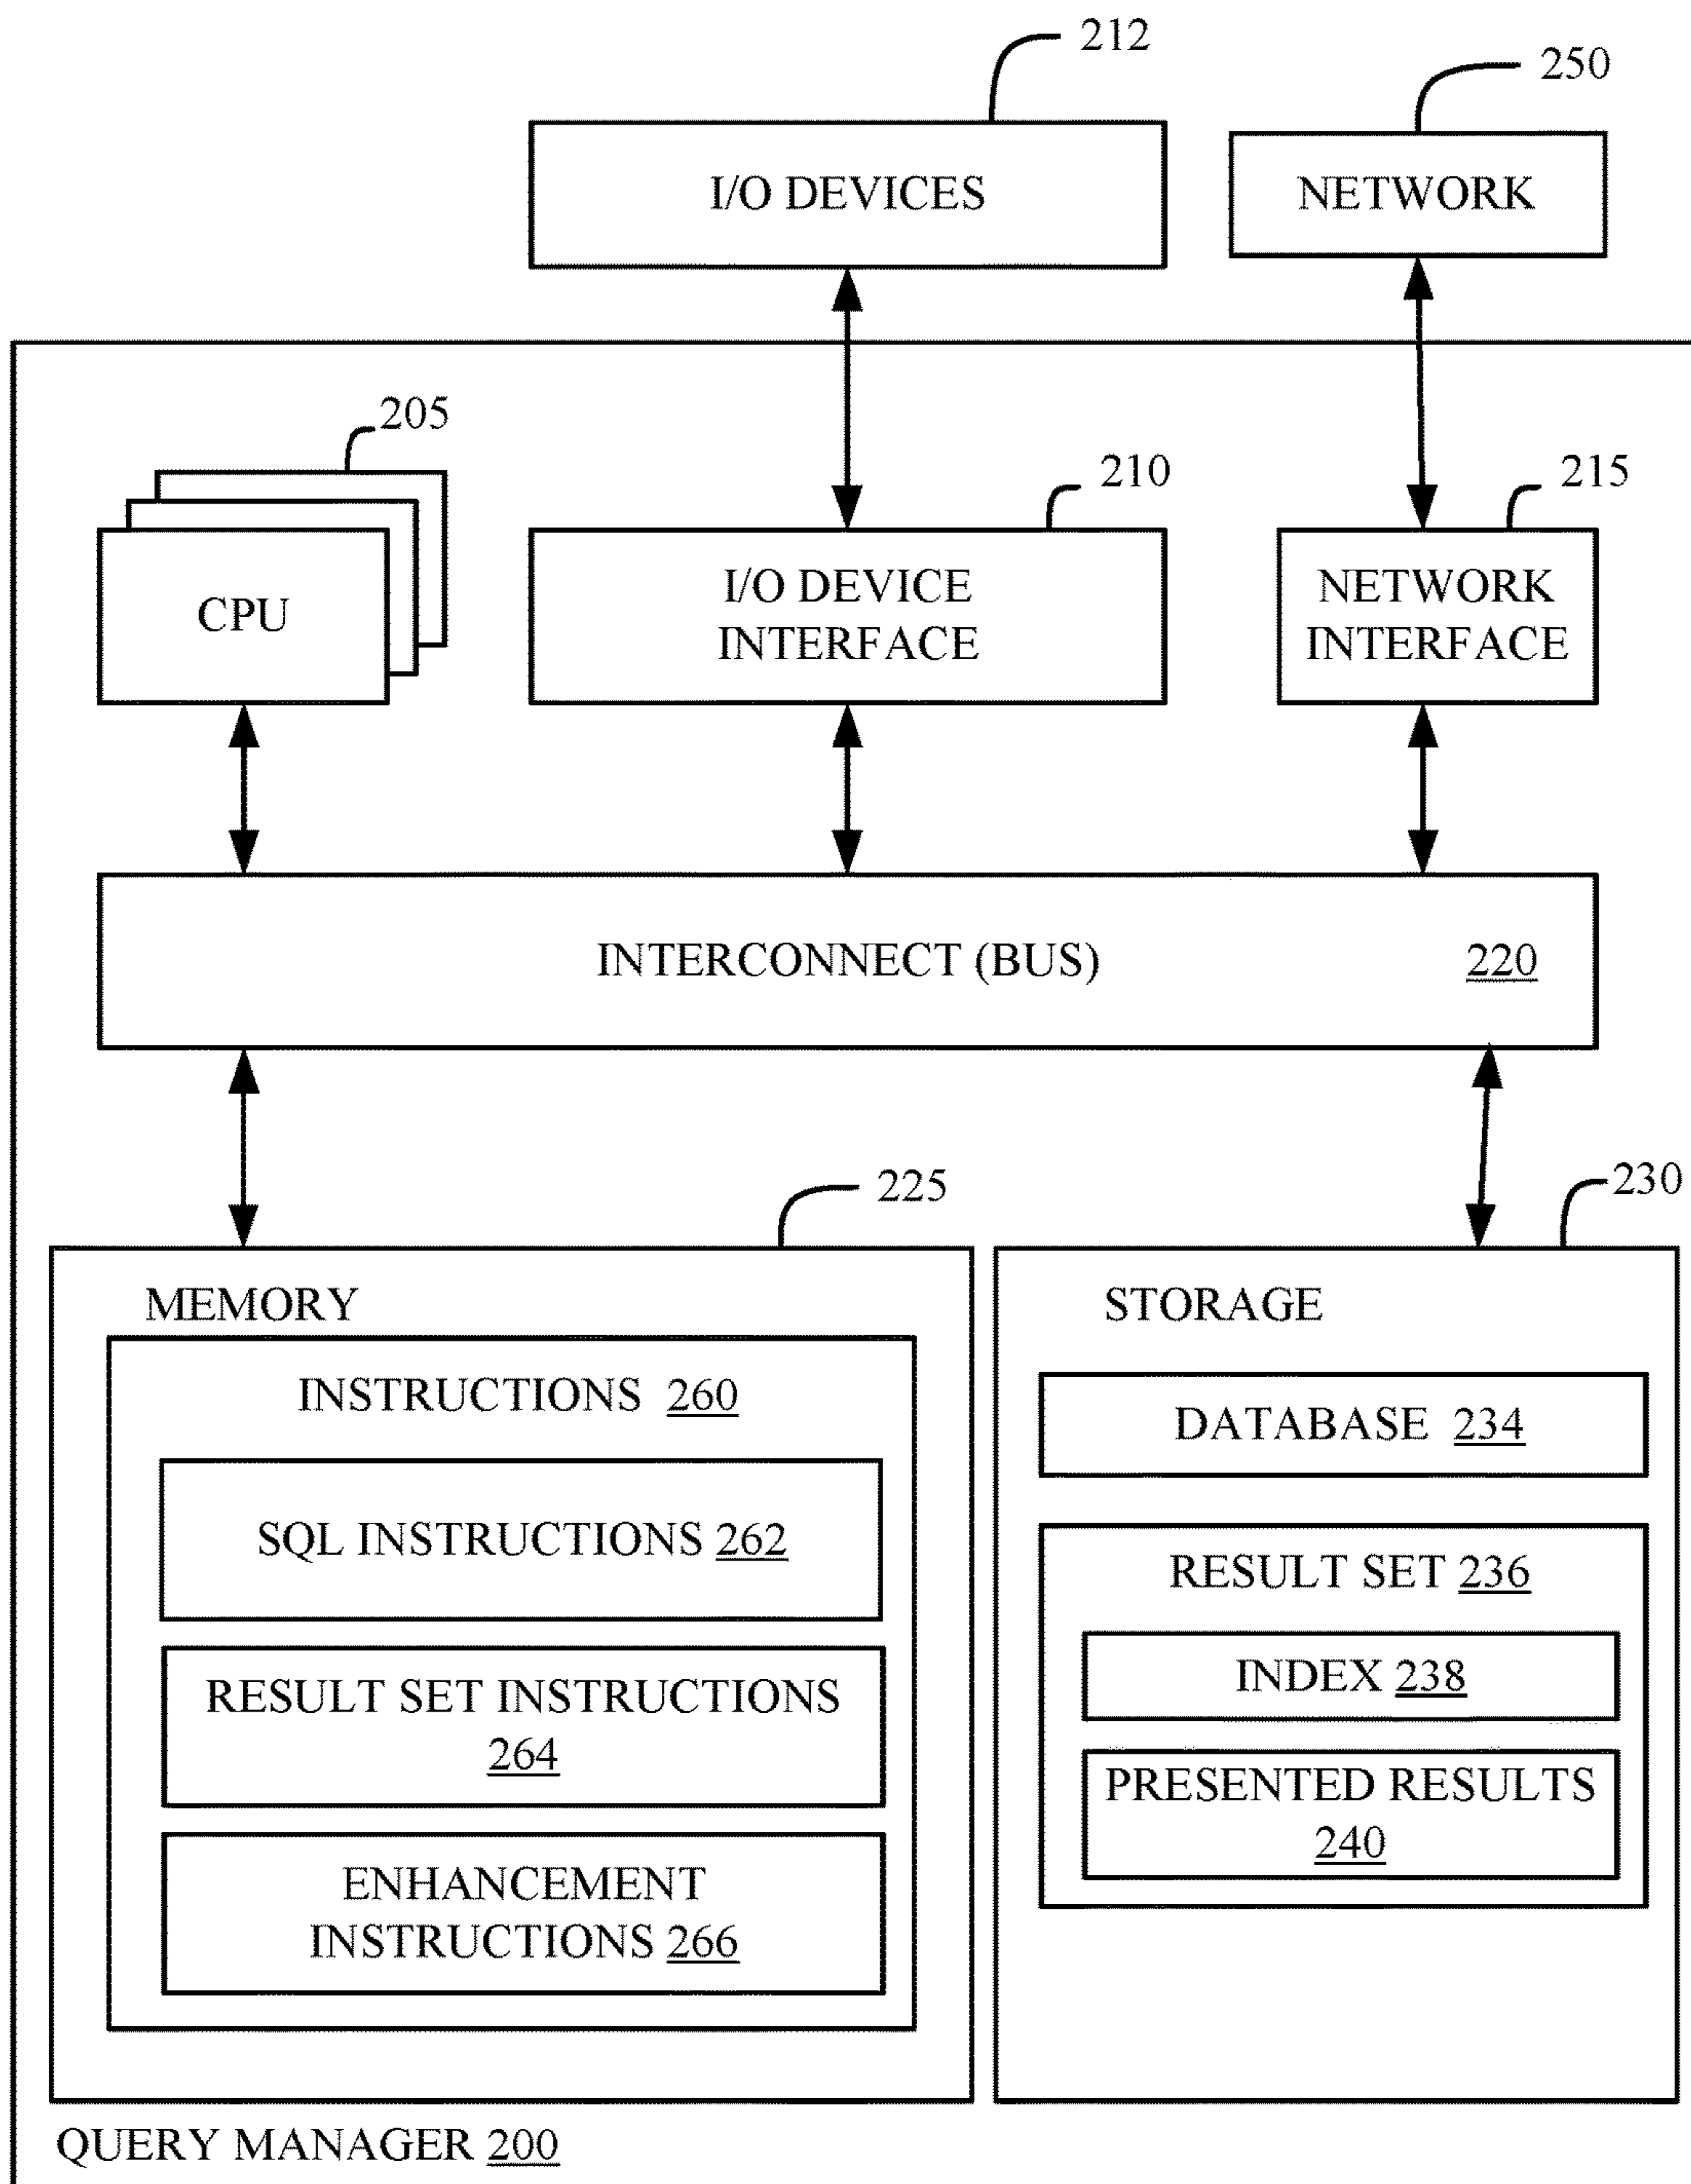 212
250
I/O DEVICES
NETWORK
205
210
215
CPU
I/O DEVICE
INTERFACE
NETWORK
INTERFACE
INTERCONNECT (BUS) 220
225
230
MEMORY
INSTRUCTIONS 260
SQL INSTRUCTIONS 262
RESULT SET INSTRUCTIONS
264
ENHANCEMENT
INSTRUCTIONS 266
STORAGE
DATABASE 234
RESULT SET 236
INDEX 238
PRESENTED RESULTS
240
QUERY MANAGER 200